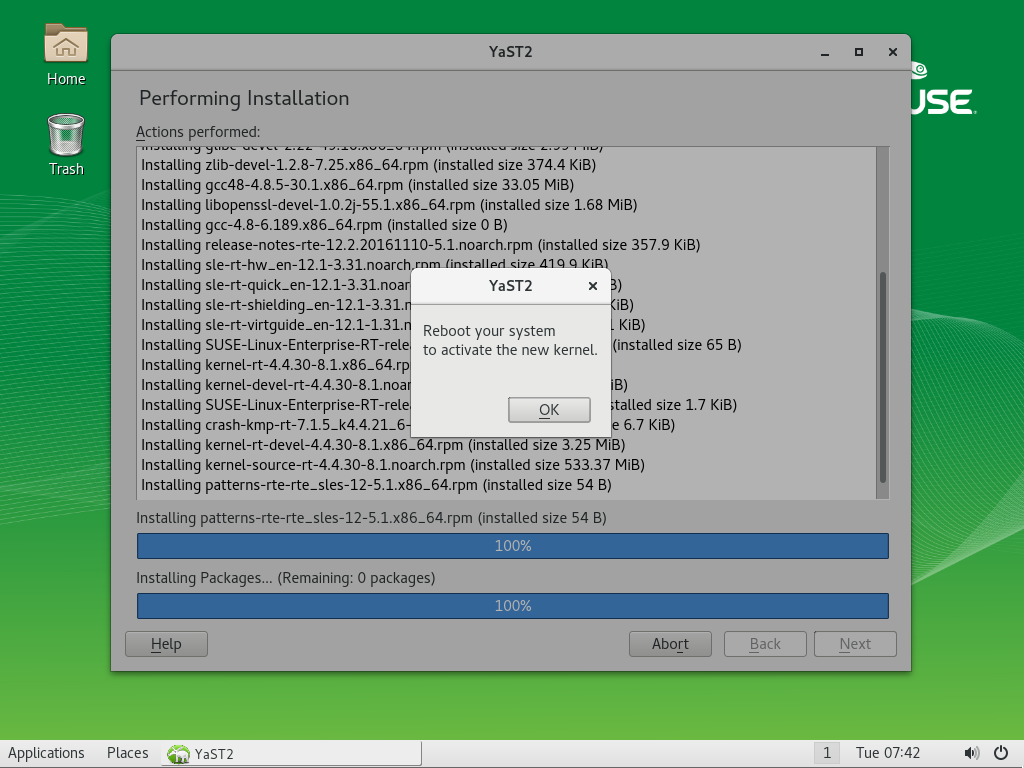 Home
Trash
YaST2
USE
Performing Installation
Actions performed:
Installing glibc-devel-2.22-49.16.x86_64.rpm (installed size 2.99 MiB)
Installing zlib-devel-1.2.8-7.25.x86_64.rpm (installed size 374.4 KiB)
Installing gcc48-4.8.5-30.1.x86_64.rpm (installed size 33.05 MiB)
Installing libopenssl-devel-1.0.2j-55.1.x86_64.rpm (installed size 1.68 MiB)
Installing gcc-4.8-6.189.x86_64.rpm (installed size 0 B)
Installing release-notes-rte-12.2.20161110-5.1.noarch.rpm (installed size 357.9 KiB)
Installing sle-rt-hw_en-12.1-3.31.noarch.rpm (installed size 419.9 KiB)
Installing sle-rt-quick_en-12.1-3.31.noar B)
Installing sle-rt-shielding_en-12.1-3.31.n KiB)
Installing sle-rt-virtguide_en-12.1-1.31.n 1 KiB)
Installing SUSE-Linux-Enterprise-RT-relea (installed size 65 B)
Installing kernel-rt-4.4.30-8.1.x86_64.rp
Installing kernel-devel-rt-4.4.30-8.1.noar iB)
Installing SUSE-Linux-Enterprise-RT-relea stalled size 1.7 KiB)
Installing crash-kmp-rt-7.1.5_k4.4.21_6- e 6.7 KiB)
Installing kernel-rt-devel-4.4.30-8.1.x86_64.rpm (installed size 3.25 MiB)
Installing kernel-source-rt-4.4.30-8.1.noarch.rpm (installed size 533.37 MiB)
Installing patterns-rte-rte_sles-12-5.1.x86_64.rpm (installed size 54 B)
YaST2
Reboot your system
to activate the new kernel.
OK
Installing patterns-rte-rte_sles-12-5.1.x86_64.rpm (installed size 54 B)
100%
Installing Packages... (Remaining: 0 packages)
100%
Help Abort Back Next
Applications Places YaST2 1 Tue 07:42